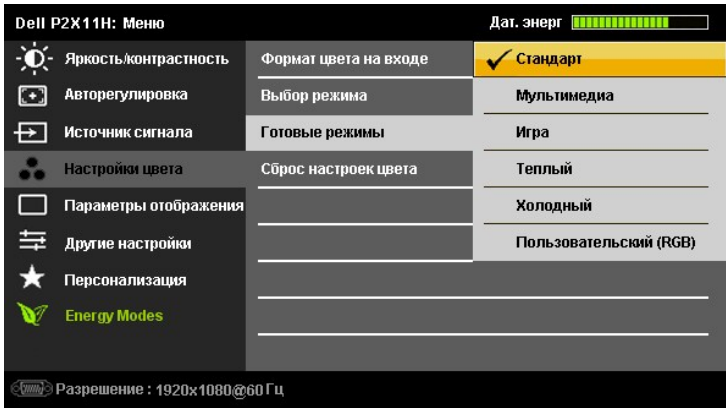 Dell P2X11H: Меню
Дат. энерг
Яркость/контрастность
Авторегулировка
Источник сигнала
Настройки цвета
Параметры отображения
Другие настройки
Персонализация
Energy Modes
Формат цвета на входе
Выбор режима
Готовые режимы
Сброс настроек цвета
Стандарт
Мультимедиа
Игра
Теплый
Холодный
Пользовательский (RGB)
Разрешение : 1920x1080@60 Гц